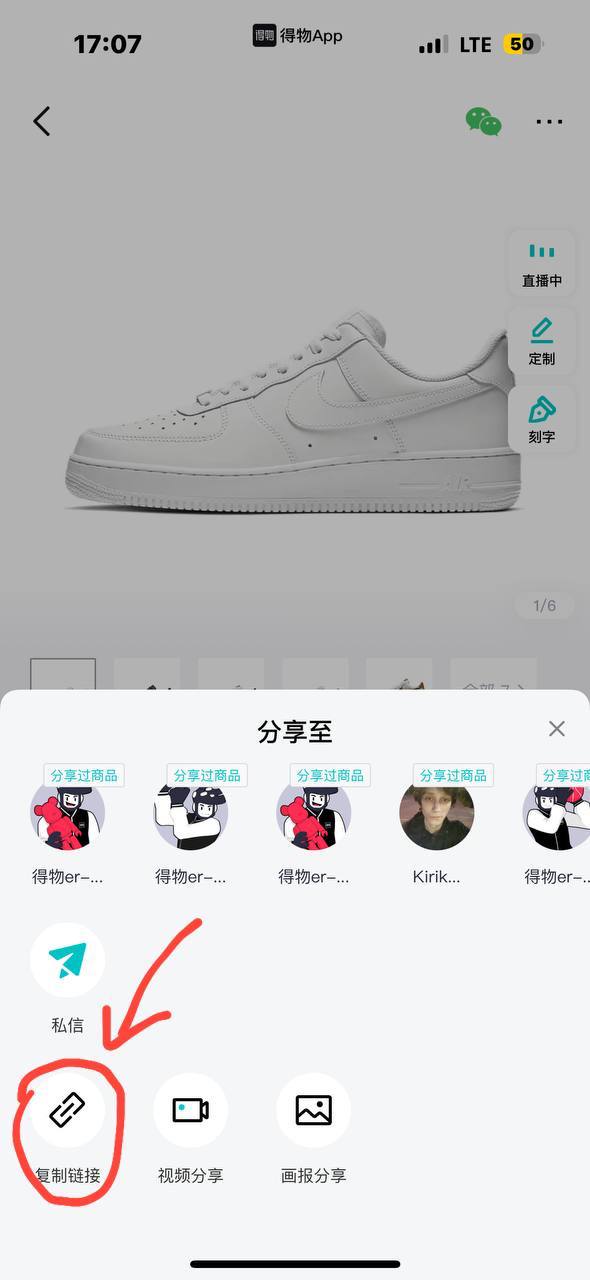 17:07
得物
得物App
LTE
50
直播中
定制
刻字
1/6
分享至
分享过商品
分享过商品
分享过商品
分享过商品
分享过商
得物er-...
得物er-...
得物er-...
Kirik...
得物er-...
私信
复制链接
视频分享
画报分享